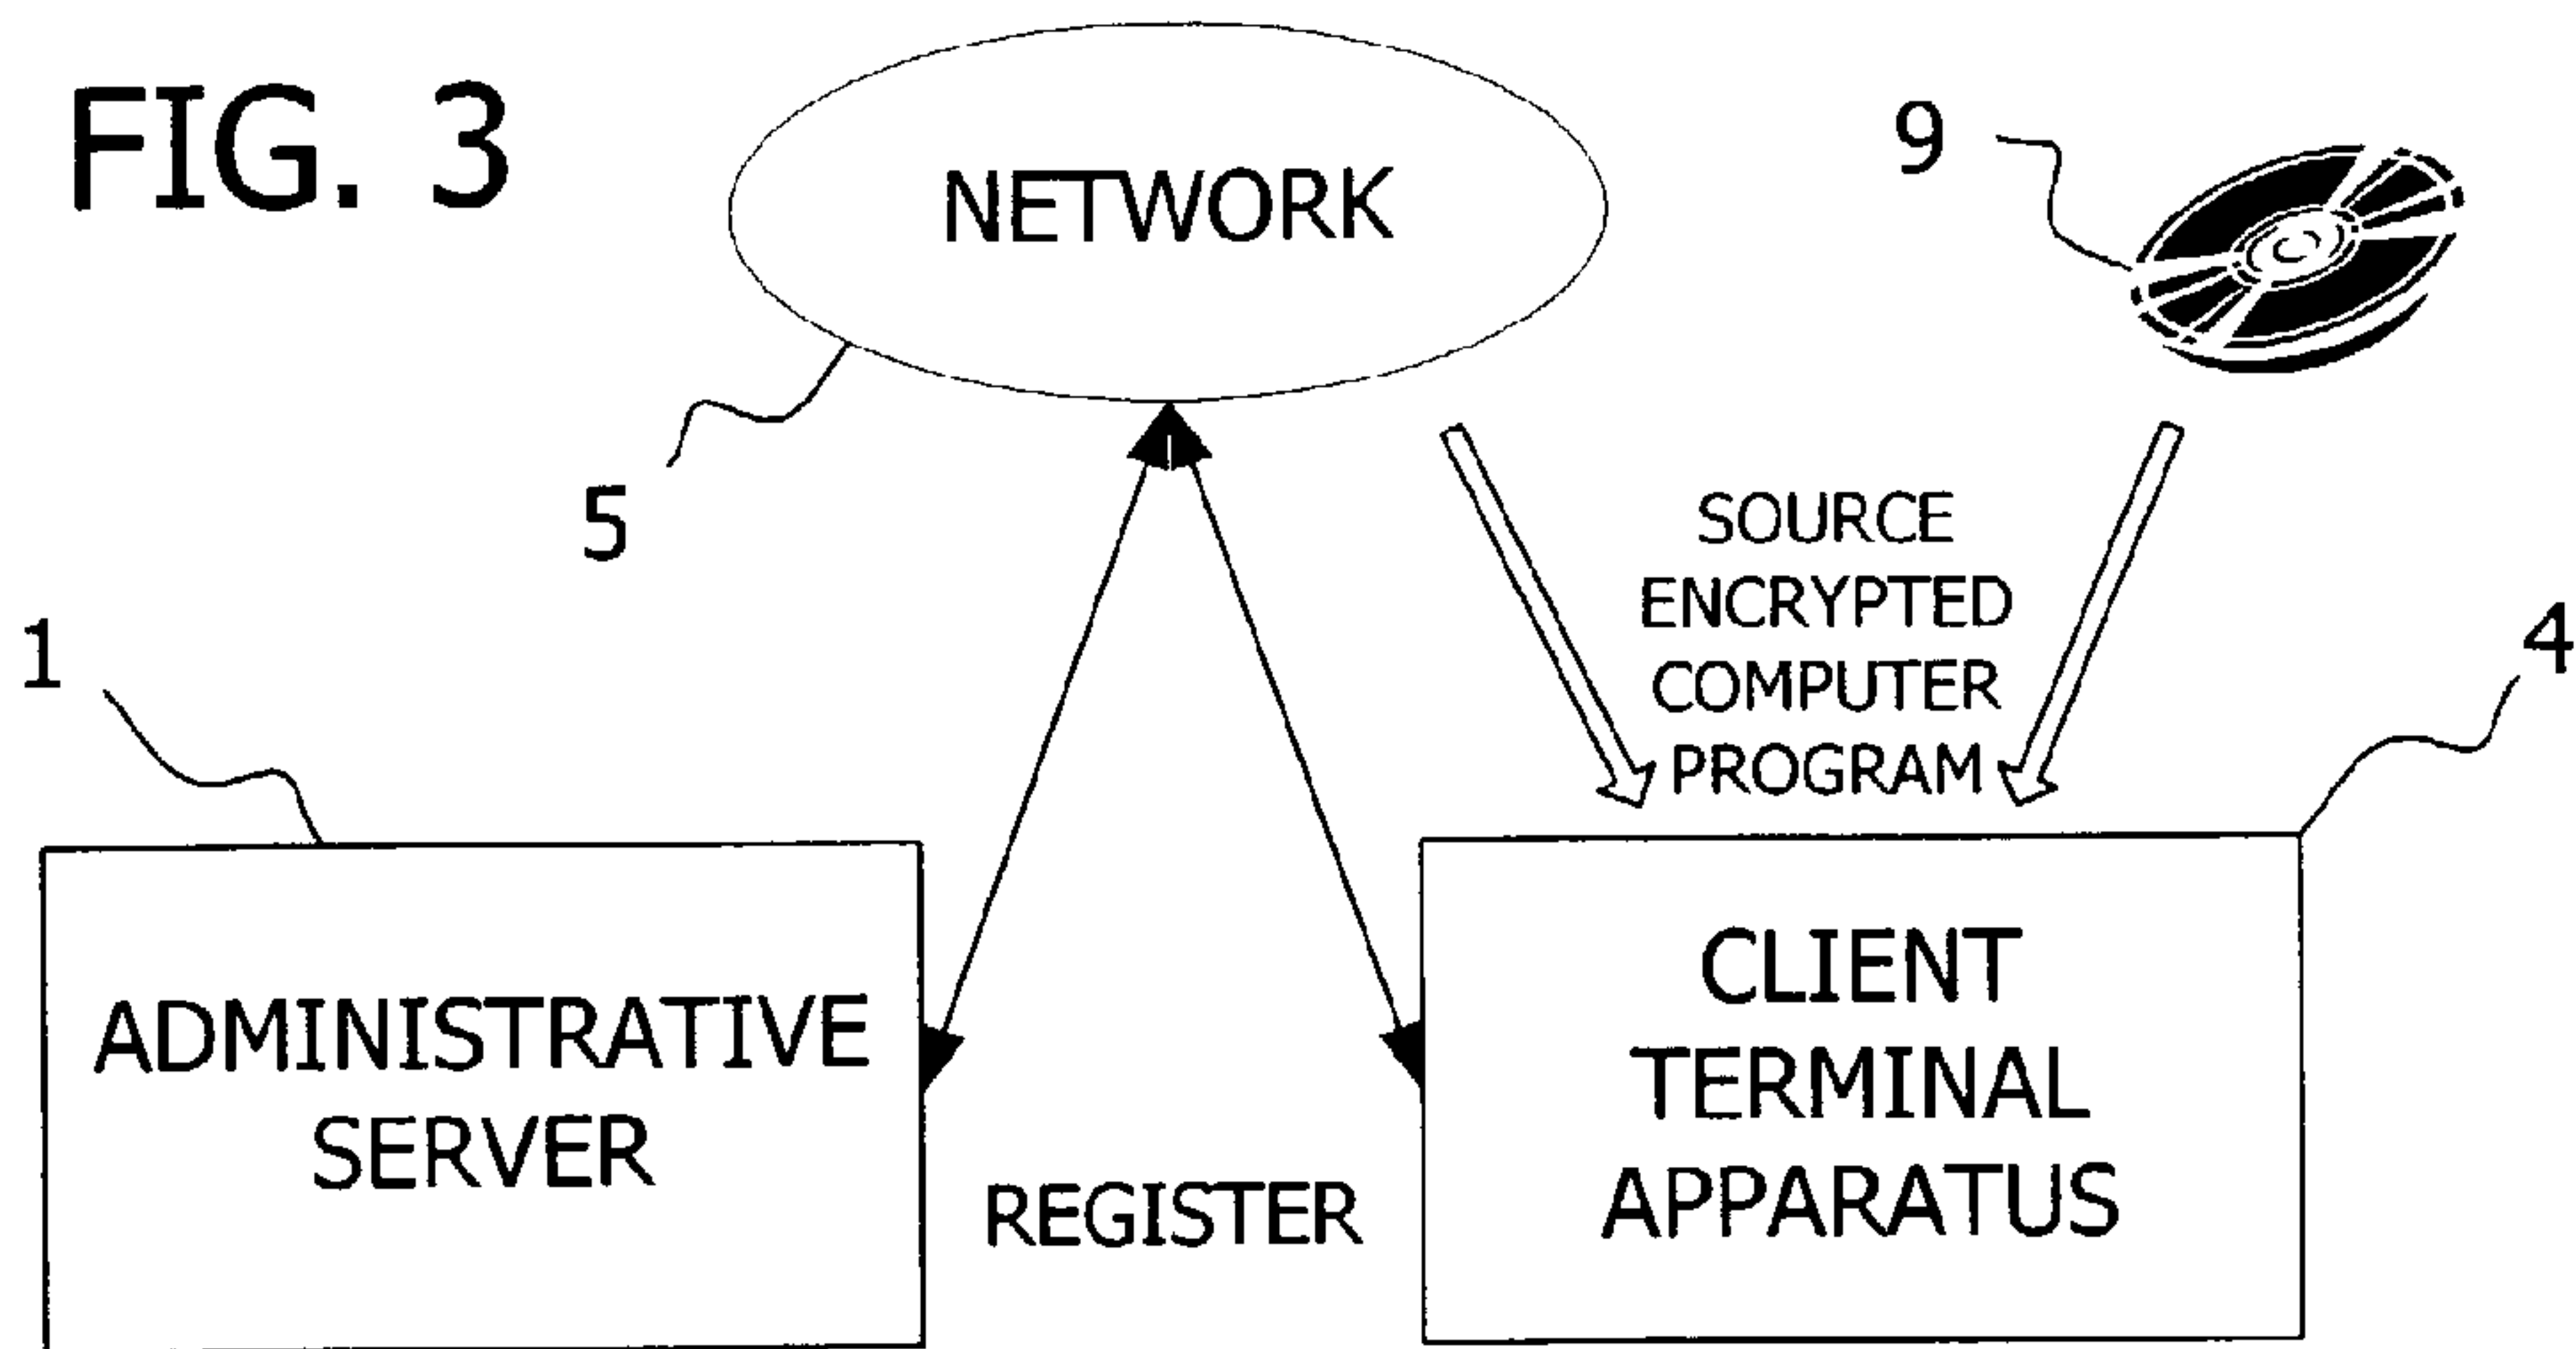 FIG. 3
NETWORK
9
5
SOURCE
ENCRYPTED
COMPUTER
PROGRAM
1
4
ADMINISTRATIVE
SERVER
REGISTER
CLIENT
TERMINAL
APPARATUS